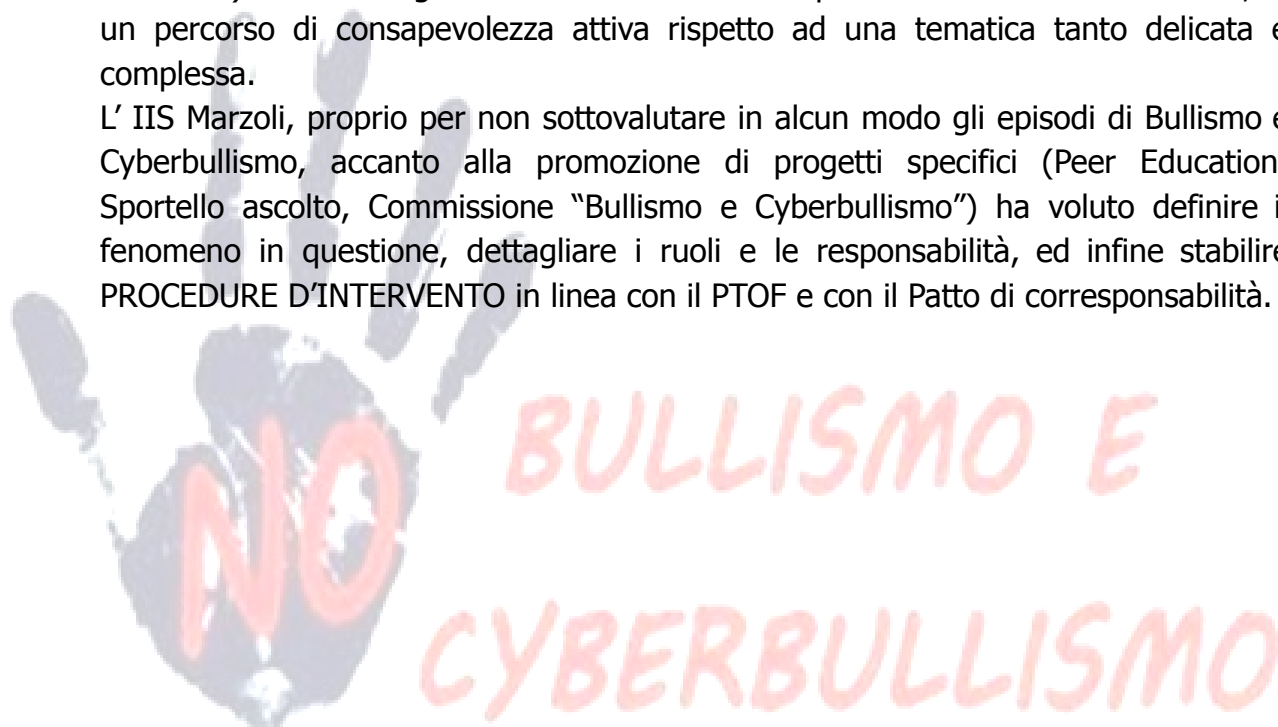 un percorso di consapevolezza attiva rispetto ad una tematica tanto delicata e
complessa.
L’ IIS Marzoli, proprio per non sottovalutare in alcun modo gli episodi di Bullismo e
Cyberbullismo, accanto alla promozione di progetti specifici (Peer Education,
Sportello ascolto, Commissione “Bullismo e Cyberbullismo”) ha voluto definire i
fenomeno in questione, dettagliare i ruoli e le responsabilità, ed infine stabilire
PROCEDURE D’INTERVENTO in linea con il PTOF e con il Patto di corresponsabilità.
BULLISMO E
NO
CYBERBULLISMO